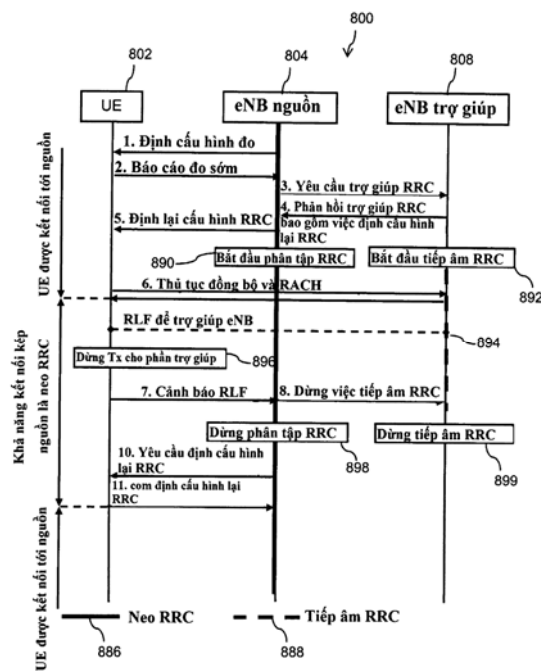 800
802
804
808
UE
eNB nguồn
eNB trợ giúp
1. Định cấu hình đo
2. Báo cáo đo sớm
3. Yêu cầu trợ giúp RRC
4. Phản hồi trợ giúp RRC
bao gồm việc định cấu hình
lại RRC
5. Định lại cấu hình RRC
890
Bắt đầu phân tập RRC
Bắt đầu tiếp âm RRC
892
6. Thủ tục đồng bộ và RACH
UE được kết nối tới nguồn
RLF để trợ giúp eNB
894
Dừng Tx cho phần trợ giúp
896
7. Cảnh báo RLF
8. Dừng việc tiếp âm RRC
Dừng phân tập RRC
Dừng tiếp âm RRC
898
899
10. Yêu cầu định cấu hình
lại RRC
11. com định cấu hình lại
RRC
Khả năng kết nối kép
nguồn là neo RRC
UE được kết nối tới nguồn
Neo RRC
Tiếp âm RRC
886
888